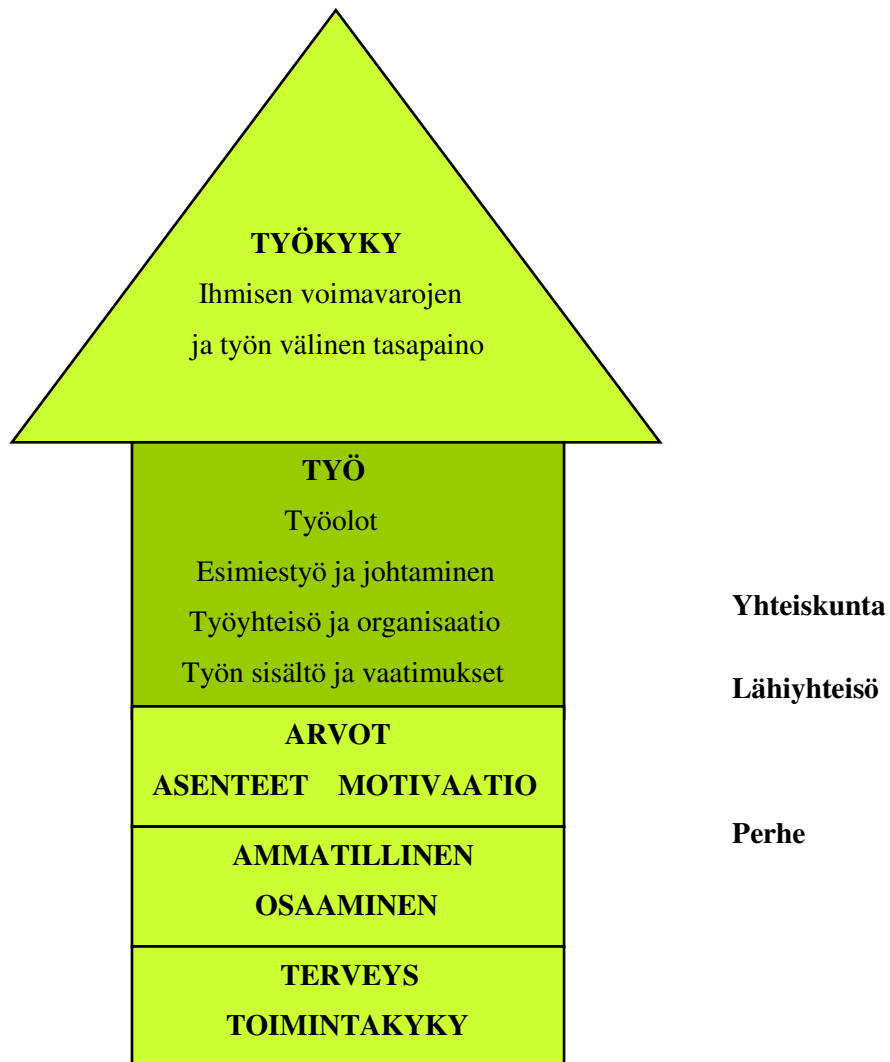 TYÖKYKY
Ihmisen voimavarojen
ja työn välinen tasapaino
TYÖ
Työolot
Esimiestyö ja johtaminen
Työyhteisö ja organisaatio
Työn sisältö ja vaatimukset
ARVOT
ASENTEET MOTIVAATIO
AMMATILLINEN
OSAAMINEN
TERVEYS
TOIMINTAKYKY
Yhteiskunta
Lähiyhteisö
Perhe